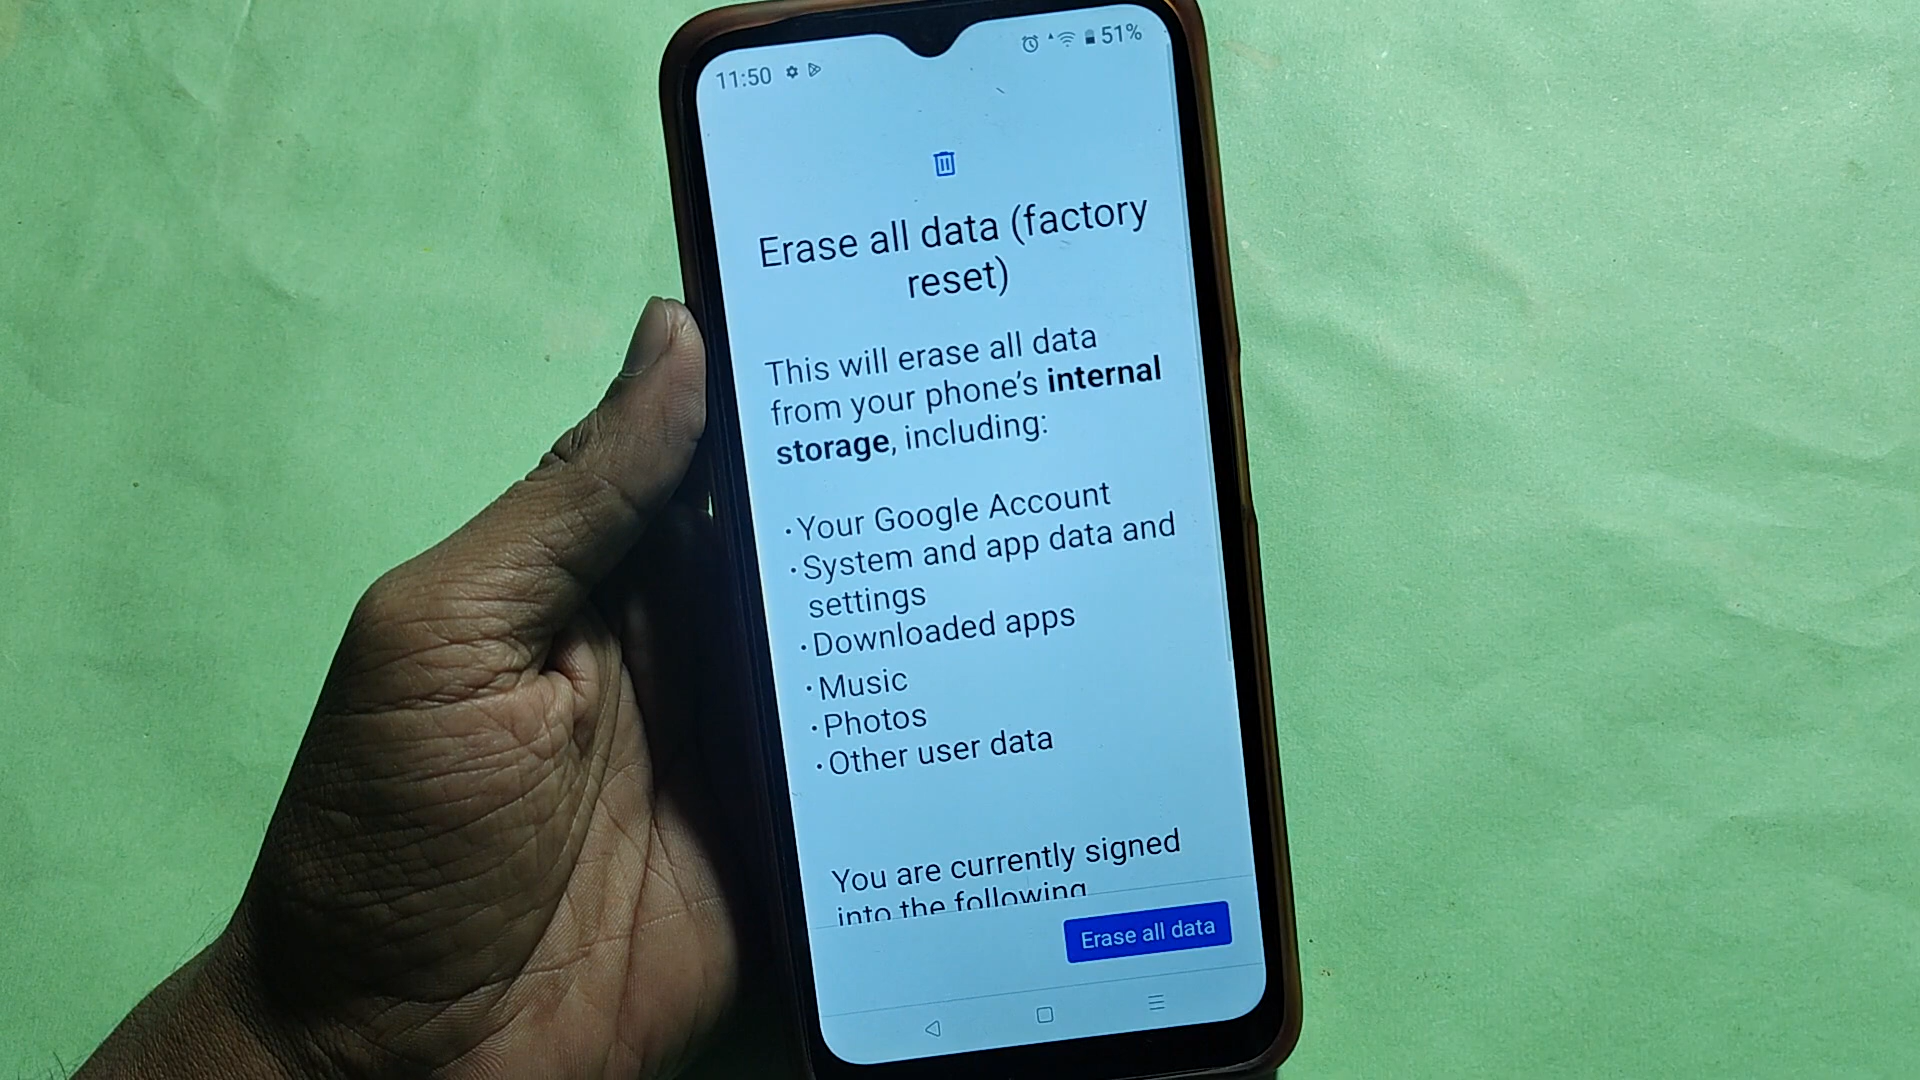 11:50
51%
Erase all data (factory
reset)
This will erase all data
from your phone's internal
storage, including:
·Your Google Account
·System and app data and
settings
·Downloaded apps
·Music
·Photos
·Other user data
You are currently signed
into the following
Erase all data